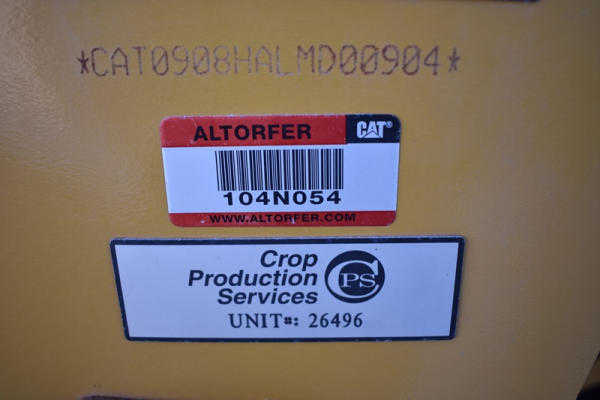 *CAT0908HALMD00904*
ALTORFER CAT®
104N054
WWW.ALTORFER.COM
Crop
Production
Services
CPS
UNIT#: 26496